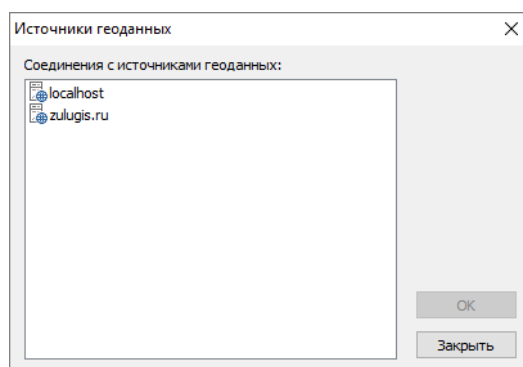 Источники геоданных
Соединения с источниками геоданных:
localhost
zulugis.ru
OK
Закрыть